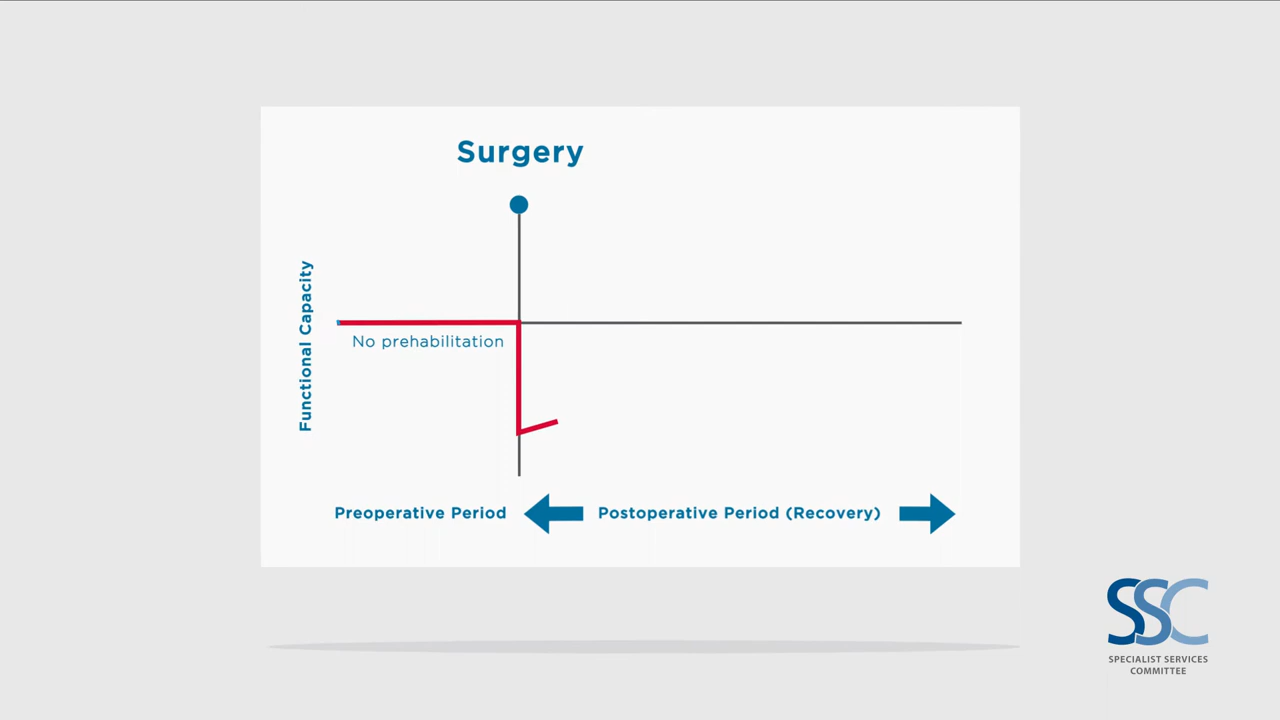 Surgery
Functional Capacity
No prehabilitation
Preoperative Period
Postoperative Period (Recovery)
SSC
SPECIALIST SERVICES
COMMITTEE